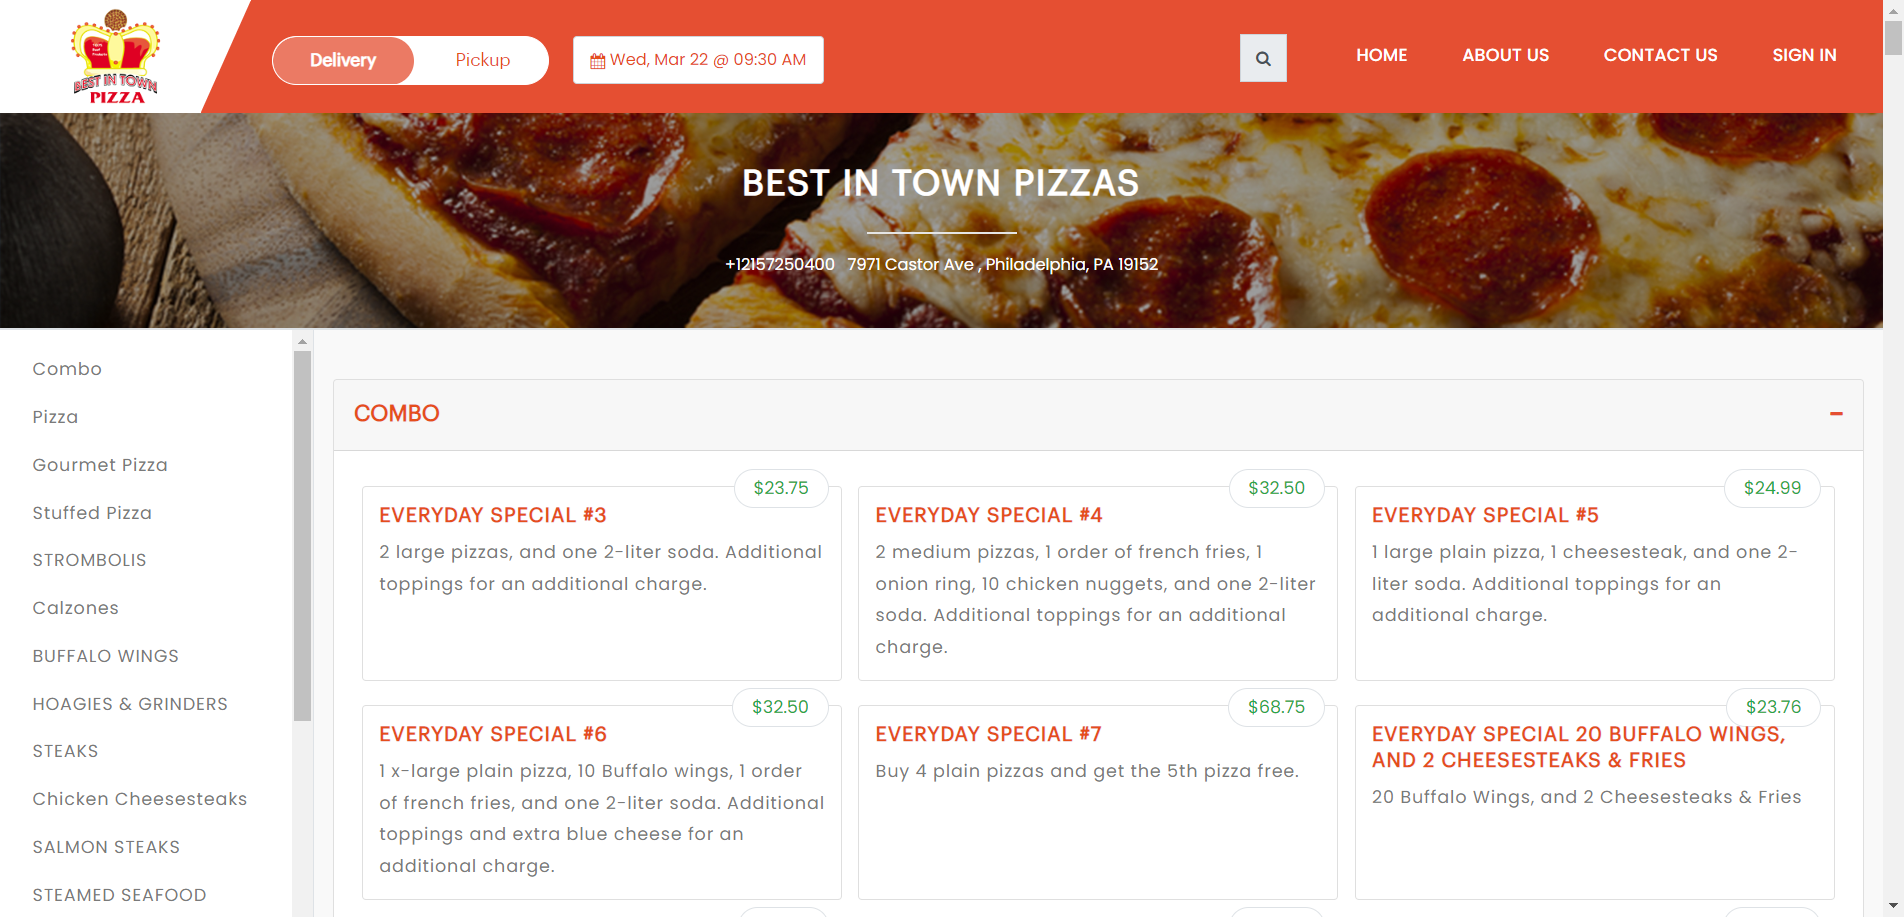 BEST IN TOWN
PIZZA
Delivery
Pickup
Wed, Mar 22 @ 09:30 AM
HOME
ABOUT US
CONTACT US
SIGN IN
BEST IN TOWN PIZZAS
+12157250400 7971 Castor Ave , Philadelphia, PA 19152
Combo
Pizza
Gourmet Pizza
Stuffed Pizza
STROMBOLIS
Calzones
BUFFALO WINGS
HOAGIES & GRINDERS
STEAKS
Chicken Cheesesteaks
SALMON STEAKS
STEAMED SEAFOOD
COMBO
$23.75
EVERYDAY SPECIAL #3
2 large pizzas, and one 2-liter soda. Additional
toppings for an additional charge.
$32.50
EVERYDAY SPECIAL #4
2 medium pizzas, 1 order of french fries, 1
onion ring, 10 chicken nuggets, and one 2-liter
soda. Additional toppings for an additional
charge.
$24.99
EVERYDAY SPECIAL #5
1 large plain pizza, 1 cheesesteak, and one 2-
liter soda. Additional toppings for an
additional charge.
$32.50
EVERYDAY SPECIAL #6
1 x-large plain pizza, 10 Buffalo wings, 1 order
of french fries, and one 2-liter soda. Additional
toppings and extra blue cheese for an
additional charge.
$68.75
EVERYDAY SPECIAL #7
Buy 4 plain pizzas and get the 5th pizza free.
$23.76
EVERYDAY SPECIAL 20 BUFFALO WINGS,
AND 2 CHEESESTEAKS & FRIES
20 Buffalo Wings, and 2 Cheesesteaks & Fries